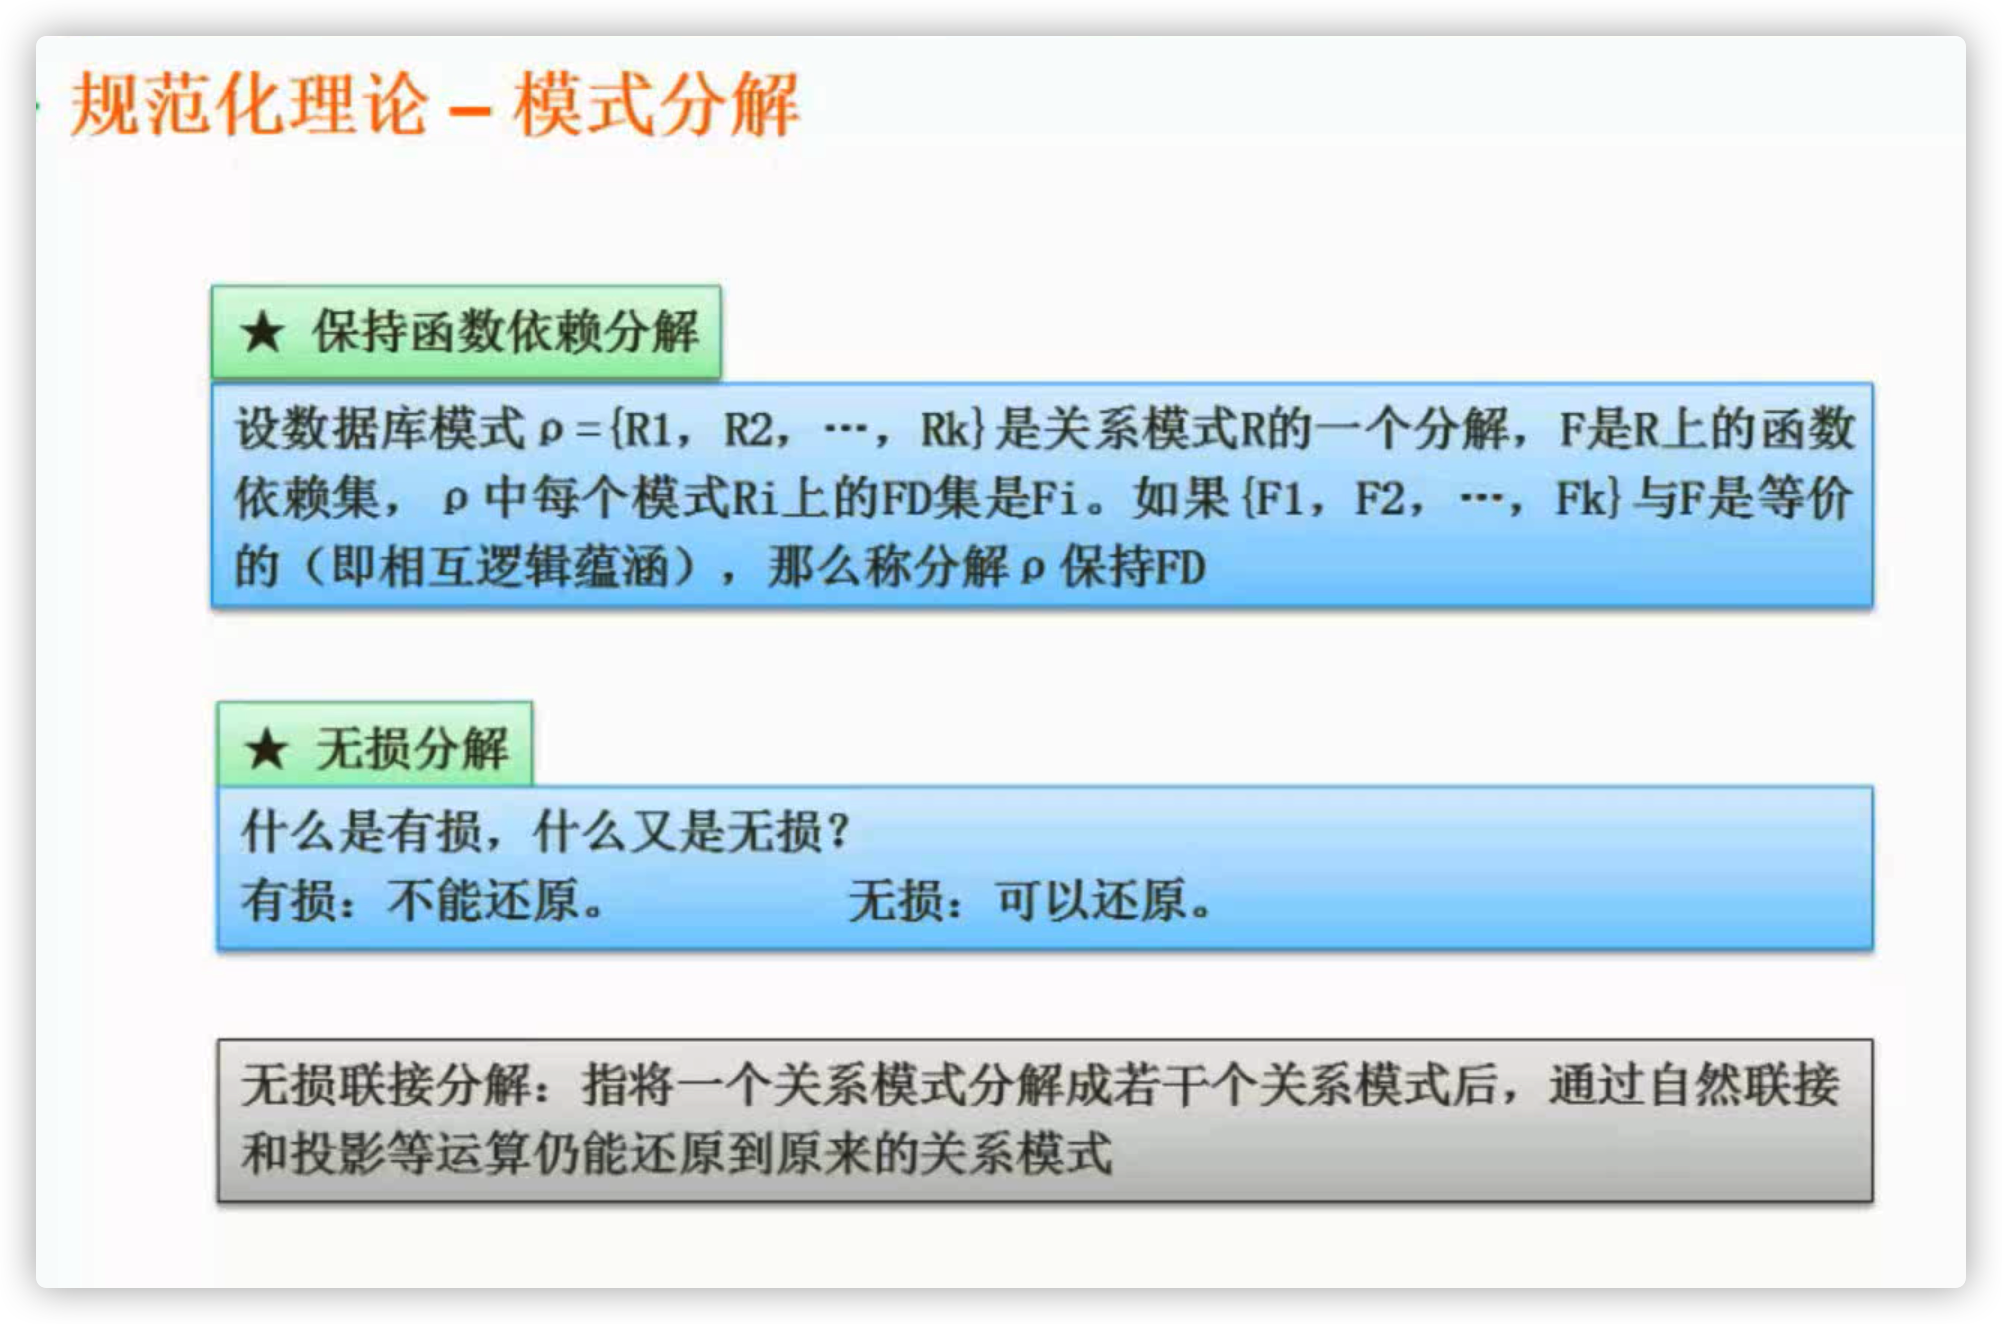 规范化理论 – 模式分解
★ 保持函数依赖分解
设数据库模式ρ={R1，R2，…，Rk}是关系模式R的一个分解，F是R上的函数
依赖集，ρ中每个模式Ri上的FD集是Fi。如果{F1，F2，…，Fk}与F是等价
的（即相互逻辑蕴涵），那么称分解ρ保持FD
★ 无损分解
什么是有损，什么又是无损？
有损：不能还原。 无损：可以还原。
无损联接分解：指将一个关系模式分解成若干个关系模式后，通过自然联接
和投影等运算仍能还原到原来的关系模式